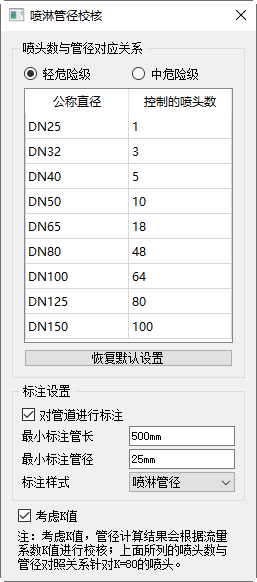 喷淋管径校核
喷头数与管径对应关系
轻危险级 中危险级
公称直径 控制的喷头数
DN25 1
DN32 3
DN40 5
DN50 10
DN65 18
DN80 48
DN100 64
DN125 80
DN150 100
恢复默认设置
标注设置
对管道进行标注
最小标注管长 500mm
最小标注管径 25mm
标注样式 喷淋管径
考虑K值
注：考虑K值，管径计算结果会根据流量
系数K值进行校核；上面所列的喷头数与
管径对照关系针对K=80的喷头。